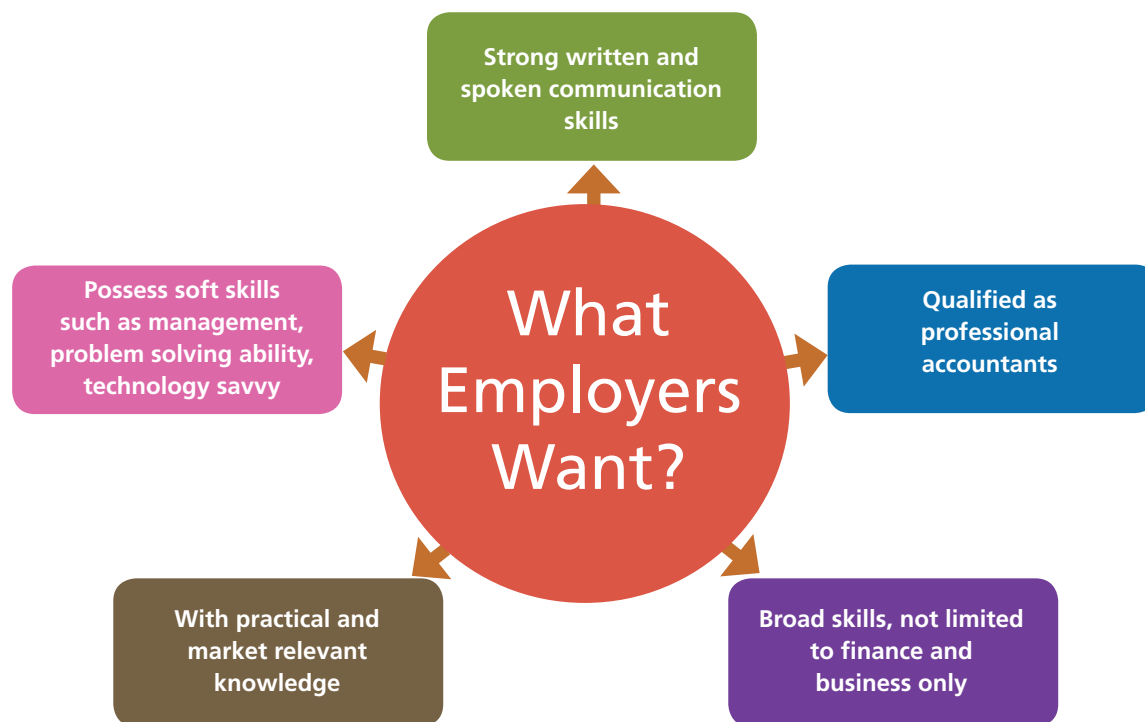 Strong written and
spoken communication
skills
Possess soft skills
such as management,
problem solving ability,
technology savvy
What
Employers
Want?
Qualified as
professional
accountants
With practical and
market relevant
knowledge
Broad skills, not limited
to finance and
business only